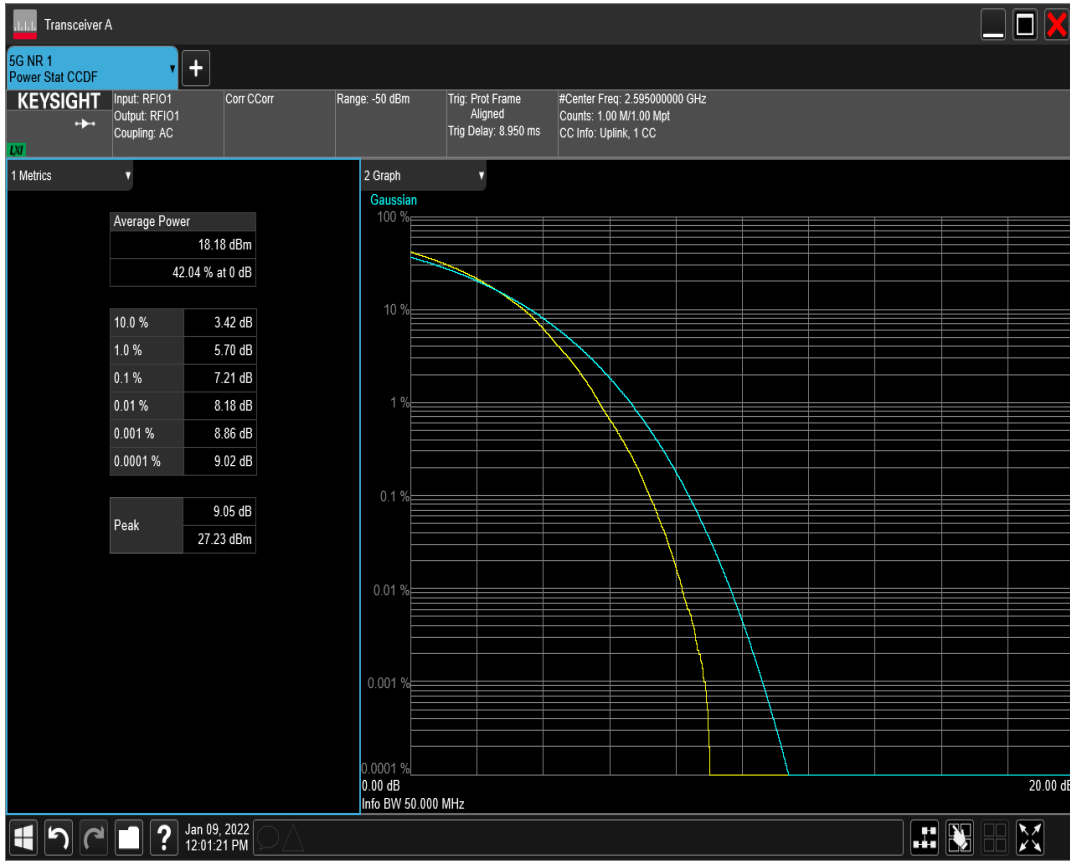 Transceiver A
5G NR 1
Power Stat CCDF
+
KEYSIGHT
LXI
Input: RFIO1
Output: RFIO1
Coupling: AC
Corr CCorr
Range: -50 dBm
Trig: Prot Frame
Aligned
Trig Delay: 8.950 ms
#Center Freq: 2.595000000 GHz
Counts: 1.00 M/1.00 Mpt
CC Info: Uplink, 1 CC
1 Metrics
Average Power
18.18 dBm
42.04 % at 0 dB
10.0 % 3.42 dB
1.0 % 5.70 dB
0.1 % 7.21 dB
0.01 % 8.18 dB
0.001 % 8.86 dB
0.0001 % 9.02 dB
Peak
9.05 dB
27.23 dBm
2 Graph
Gaussian
100 %
10 %
1 %
0.1 %
0.01 %
0.001 %
0.0001 %
0.00 dB 20.00 dB
Info BW 50.000 MHz
?
Jan 09, 2022
12:01:21 PM